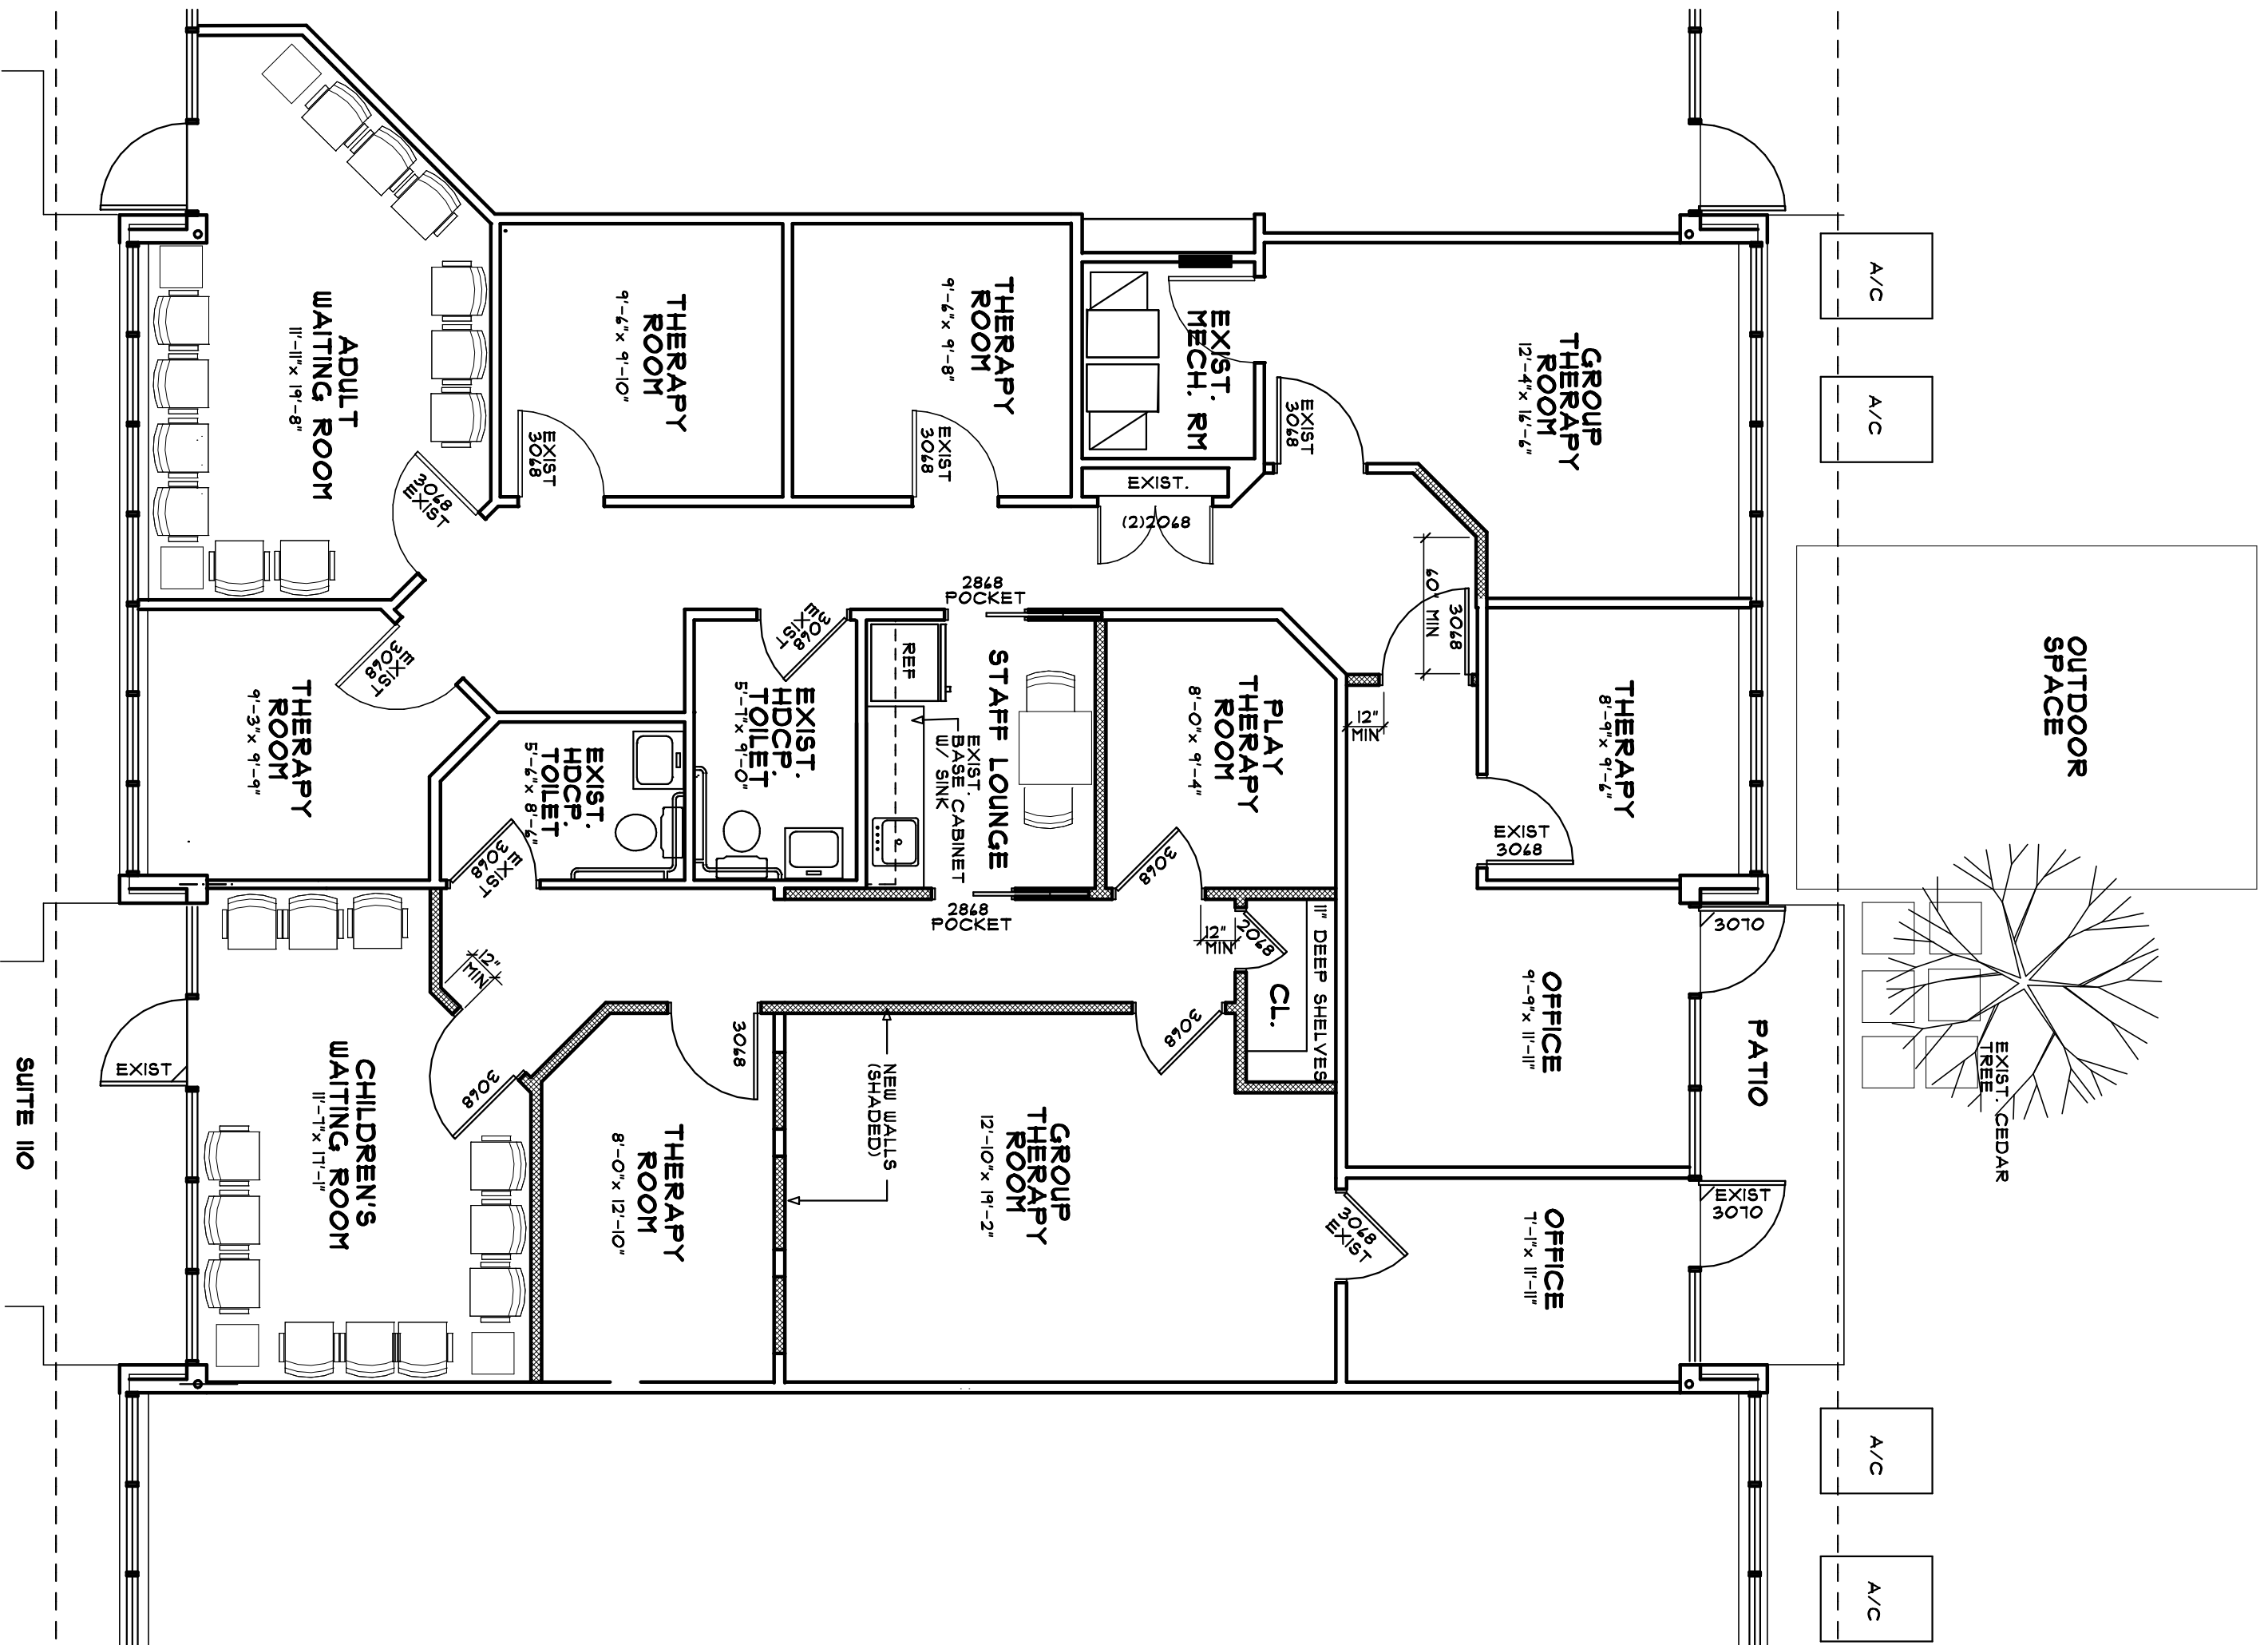 A/C
A/C
A/C
A/C
OUTDOOR
SPACE
EXIST. CEDAR
TREE
PATIO
3070
EXIST
3070
GROUP
THERAPY
ROOM
12'-4" x 16'-6"
THERAPY
8'-9" x 9'-6"
EXIST
3068
OFFICE
9'-9" x 11'-11"
OFFICE
7'-1" x 11'-11"
3068
EXIST
60" MIN
3068
12"
MIN
EXIST
3068
EXIST.
MECH. RM
EXIST.
(2)2068
PLAY
THERAPY
ROOM
8'-0" x 9'-4"
3068
11" DEEP SHELVES
CL.
2068
12"
MIN
3068
GROUP
THERAPY
ROOM
12'-10" x 19'-2"
THERAPY
ROOM
9'-6" x 9'-8"
EXIST
3068
2868
POCKET
STAFF LOUNGE
EXIST.
BASE CABINET
W/ SINK
REF
2868
POCKET
NEW WALLS
(SHADED)
EXIST.
HDCP.
TOILET
5'-7" x 9'-0"
3068
EXIST
3068
THERAPY
ROOM
9'-6" x 9'-10"
EXIST
3068
EXIST.
HDCP.
TOILET
5'-6" x 8'-6"
EXIST
3068
THERAPY
ROOM
8'-0" x 12'-10"
3068
EXIST
EXIST
3068
12"
MIN
3068
ADULT
WAITING ROOM
11'-11" x 19'-8"
THERAPY
ROOM
9'-3" x 9'-9"
CHILDREN'S
WAITING ROOM
11'-7" x 17'-1"
EXIST
SUITE 110